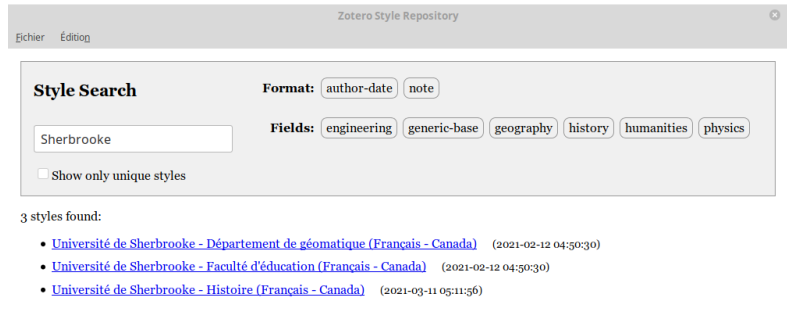 Zotero Style Repository
Fichier Édition
Style Search
Format: author-date note
Sherbrooke
Fields: engineering generic-base geography history humanities physics
Show only unique styles
3 styles found:
• Université de Sherbrooke - Département de géomatique (Français - Canada) (2021-02-12 04:50:30)
• Université de Sherbrooke - Faculté d'éducation (Français - Canada) (2021-02-12 04:50:30)
• Université de Sherbrooke - Histoire (Français - Canada) (2021-03-11 05:11:56)